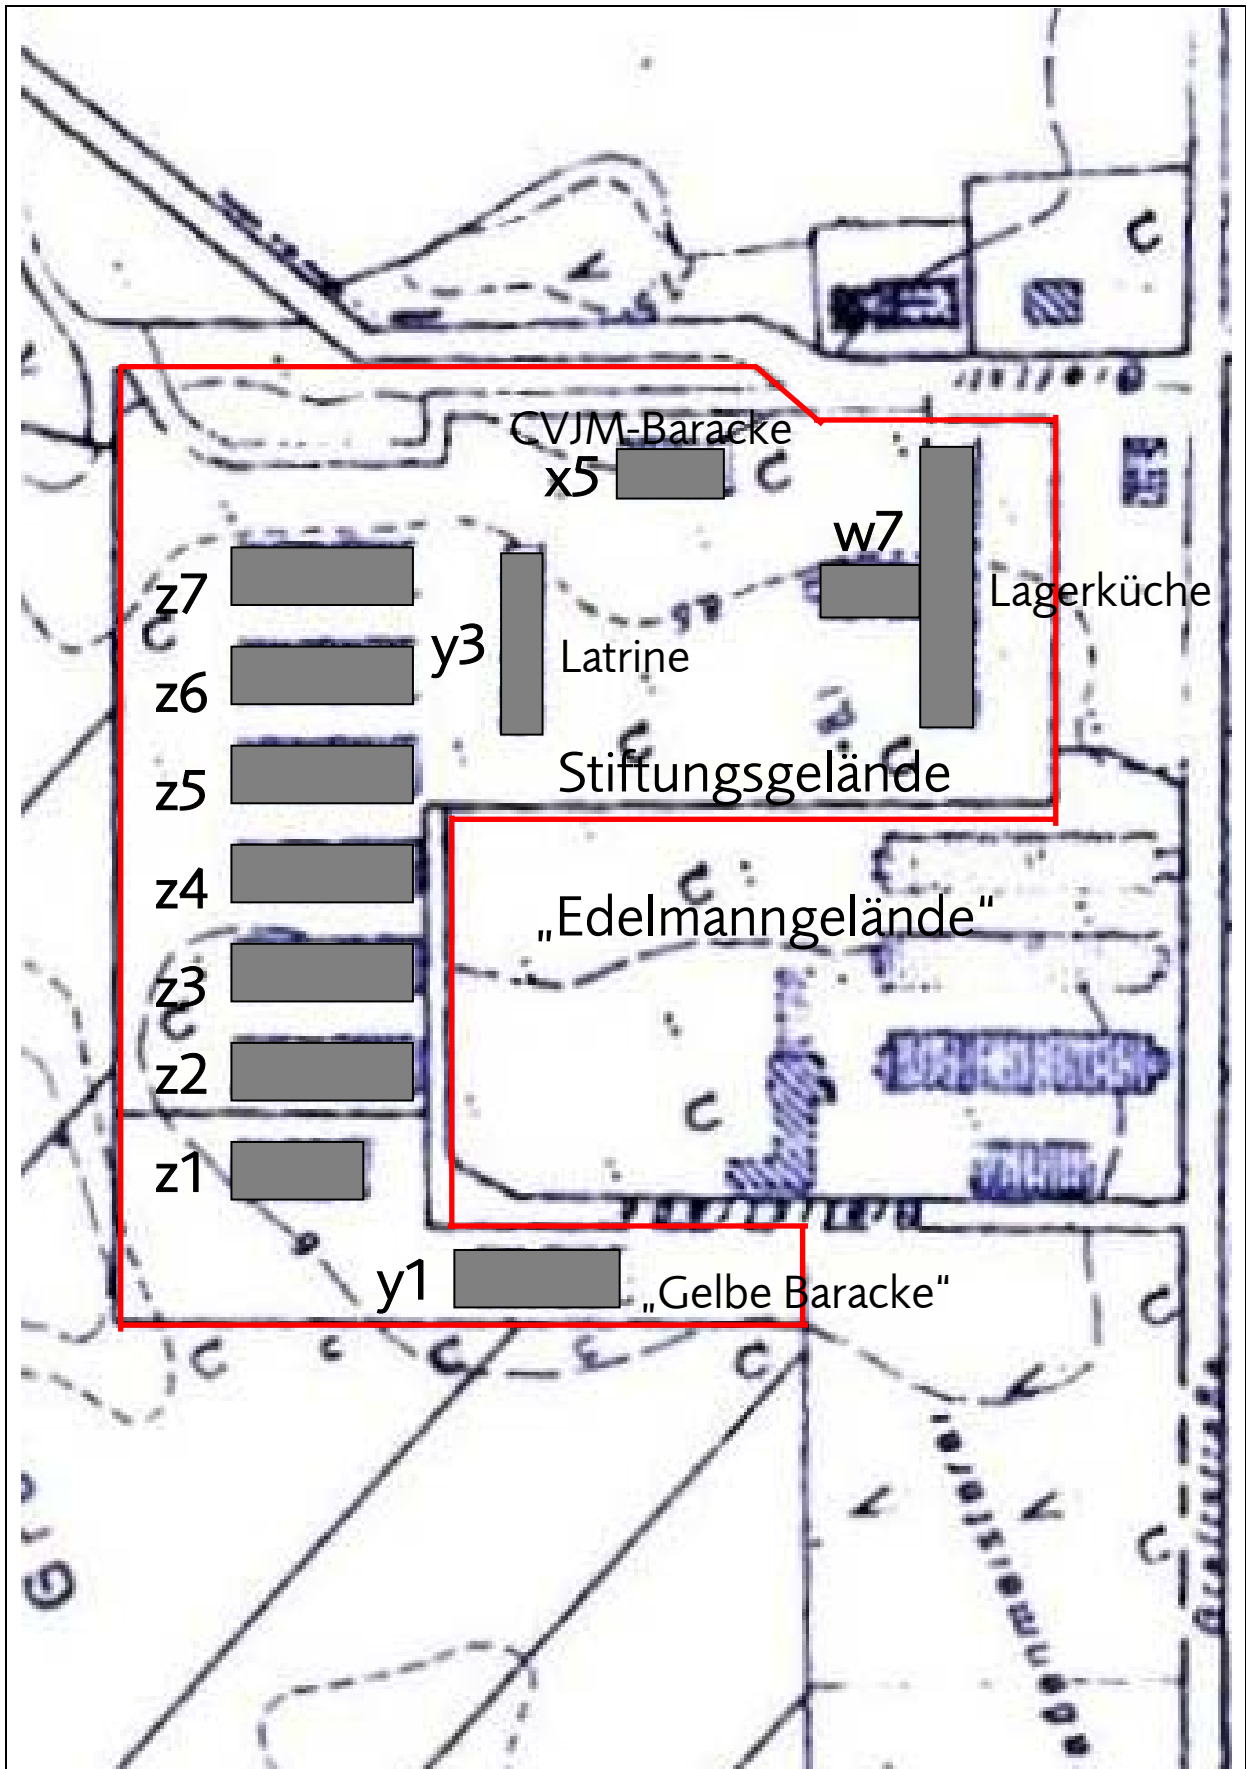 CVJM-Baracke
x5
w7
z7
Lagerküche
y3
Latrine
z6
Stiftungsgelände
z5
z4
„Edelmanngelände“
z3
z2
z1
y1
„Gelbe Baracke“